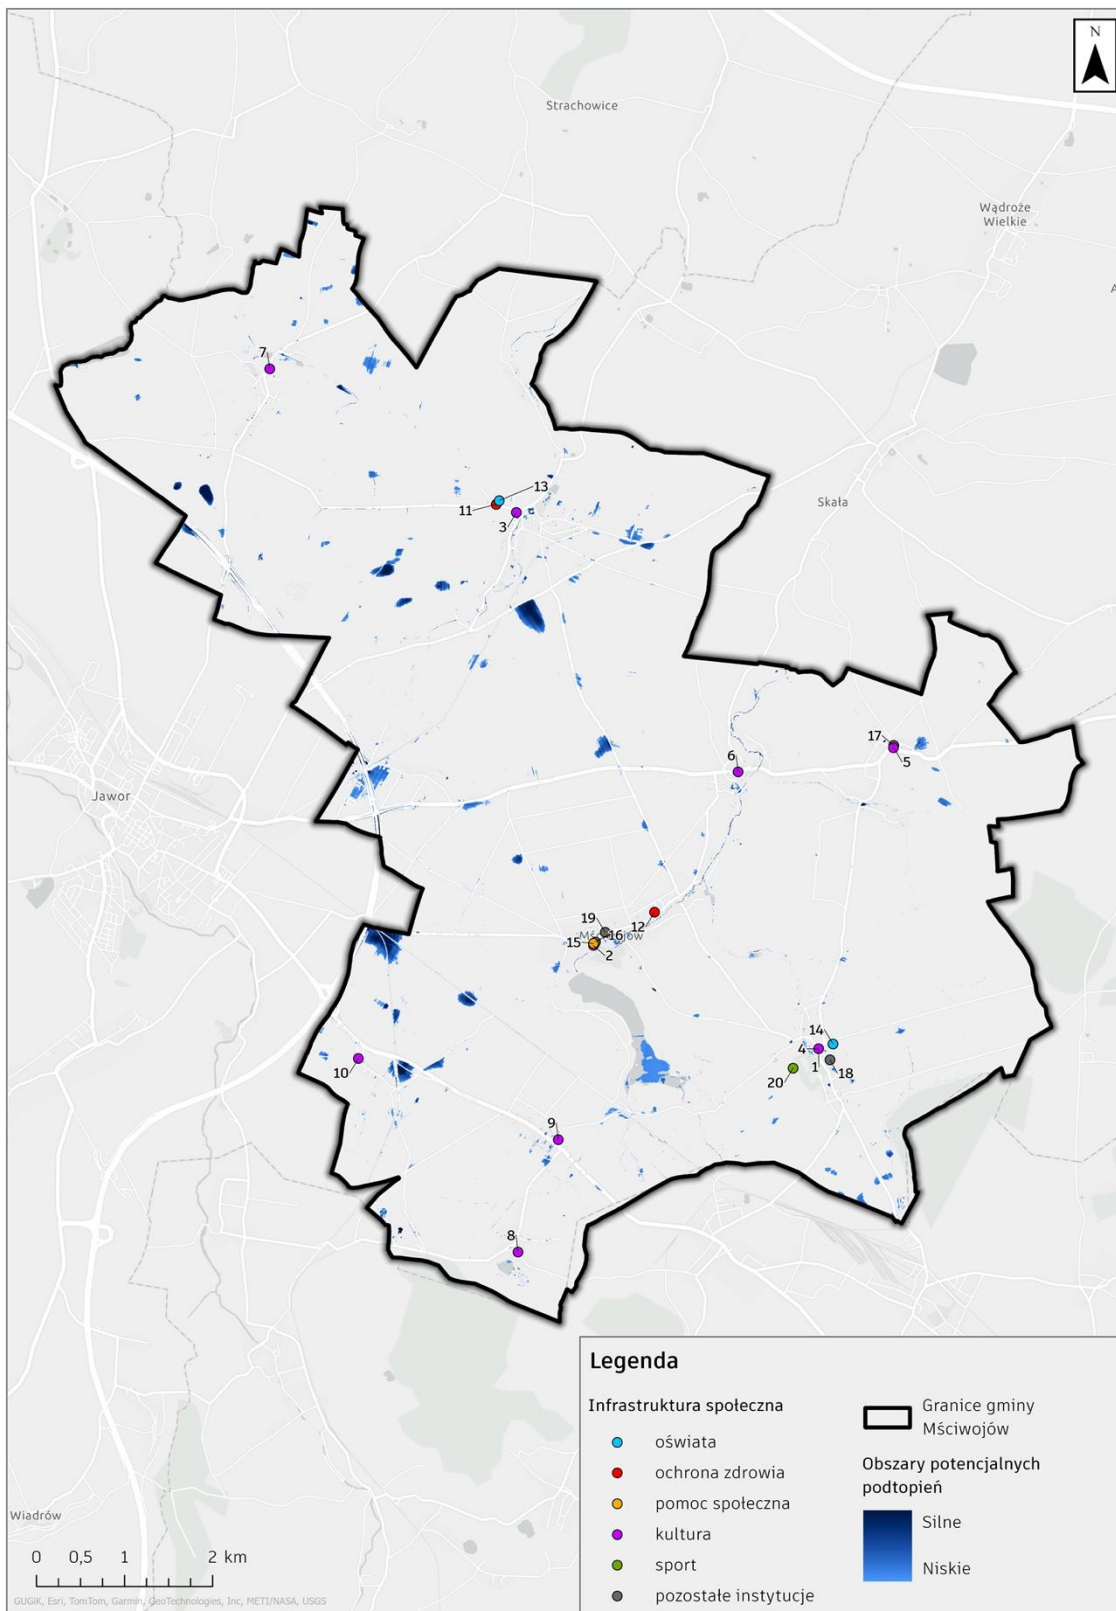 N
Strachowice
Wądroże
Wielkie
A
7
13
11
3
Skała
17
5
6
Jawor
19
12
16
Mściwojów
15
2
14
4
1
18
20
10
9
8
Legenda
Infrastruktura społeczna
oświata
ochrona zdrowia
pomoc społeczna
kultura
sport
pozostałe instytucje
Granice gminy
Mściwojów
Obszary potencjalnych
podtopień
Silne
Niskie
Wiadrów
0 0,5 1 2 km
GUGiK, Esri, TomTom, Garmin, GeoTechnologies, Inc, METI/NASA, USGS